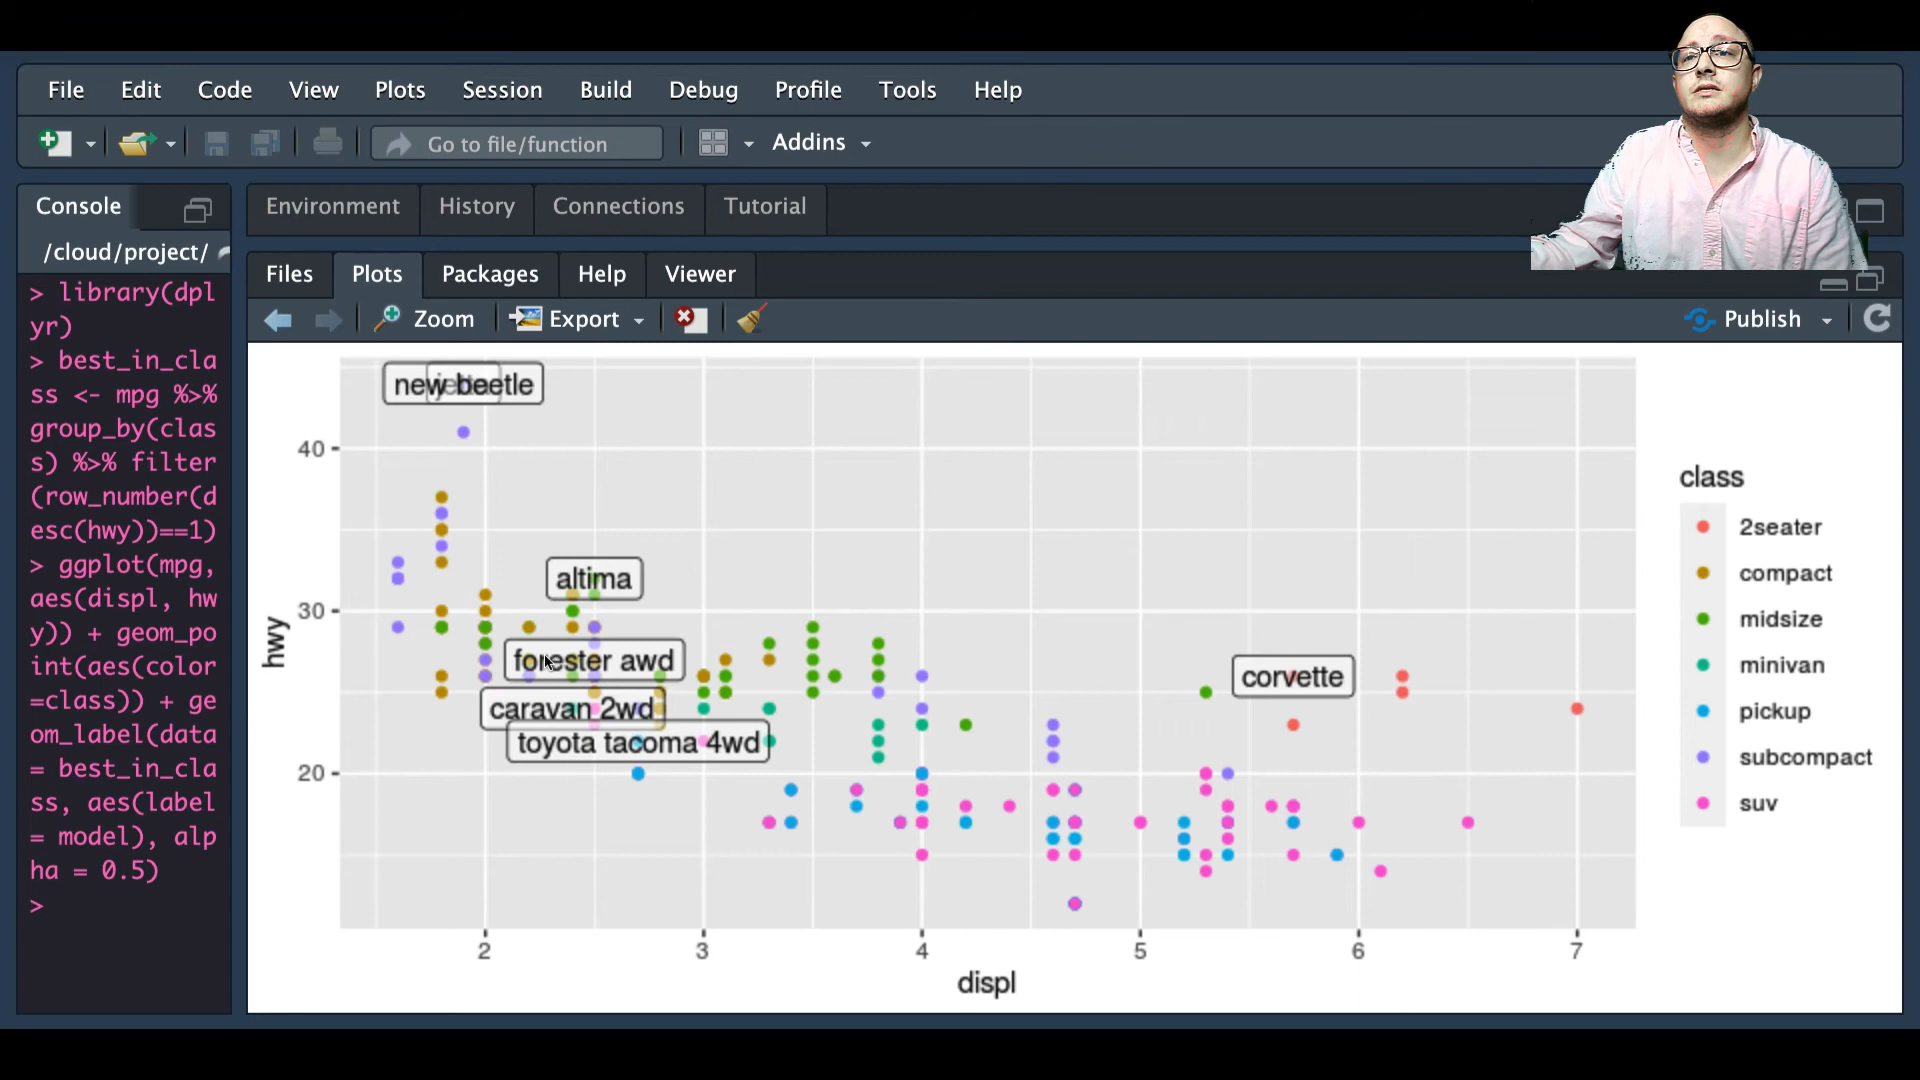 File Edit Code View Plots Session Build Debug Profile Tools Help
Go to file/function Addins
Console
/cloud/project/
> library(dpl
yr)
> best_in_cla
ss <- mpg %>%
group_by(clas
s) %>% filter
(row_number(d
esc(hwy))==1)
> ggplot(mpg,
aes(displ, hw
y)) + geom_po
int(aes(color
=class)) + ge
om_label(data
= best_in_cla
ss, aes(label
= model), alp
ha = 0.5)
>
Environment History Connections Tutorial
Files Plots Packages Help Viewer
Zoom Export Publish
new beetle
40
altima
30
forester awd
corvette
caravan 2wd
toyota tacoma 4wd
20
hwy
2 3 4 5 6 7
displ
class
2seater
compact
midsize
minivan
pickup
subcompact
suv